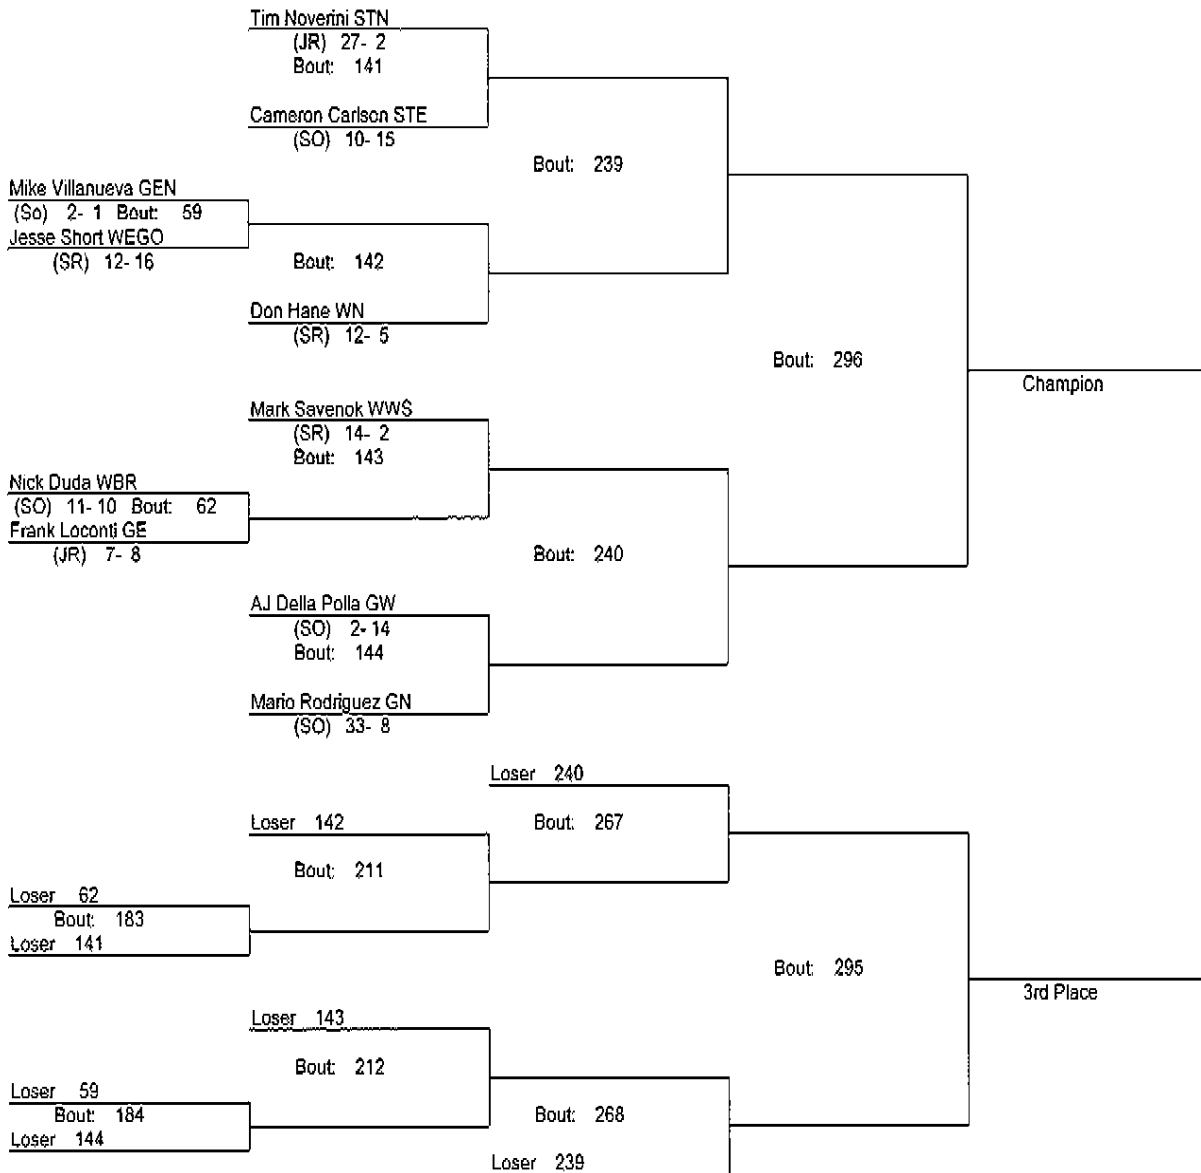 Tim Noverini STN
(JR) 27- 2
Bout: 141
Cameron Carlson STE
(SO) 10- 15
Bout: 239
Mike Villanueva GEN
(So) 2- 1 Bout: 59
Jesse Short WEGO
(SR) 12- 16
Bout: 142
Don Hane WN
(SR) 12- 5
Bout: 296
Champion
Mark Savenok WWS
(SR) 14- 2
Bout: 143
Nick Duda WBR
(SO) 11- 10 Bout: 62
Frank Loconti GE
(JR) 7- 8
Bout: 240
AJ Della Polla GW
(SO) 2- 14
Bout: 144
Mario Rodriguez GN
(SO) 33- 8
Loser 240
Bout: 267
Loser 142
Bout: 211
Loser 62
Bout: 183
Loser 141
Bout: 295
3rd Place
Loser 143
Bout: 212
Loser 59
Bout: 184
Loser 144
Bout: 268
Loser 239